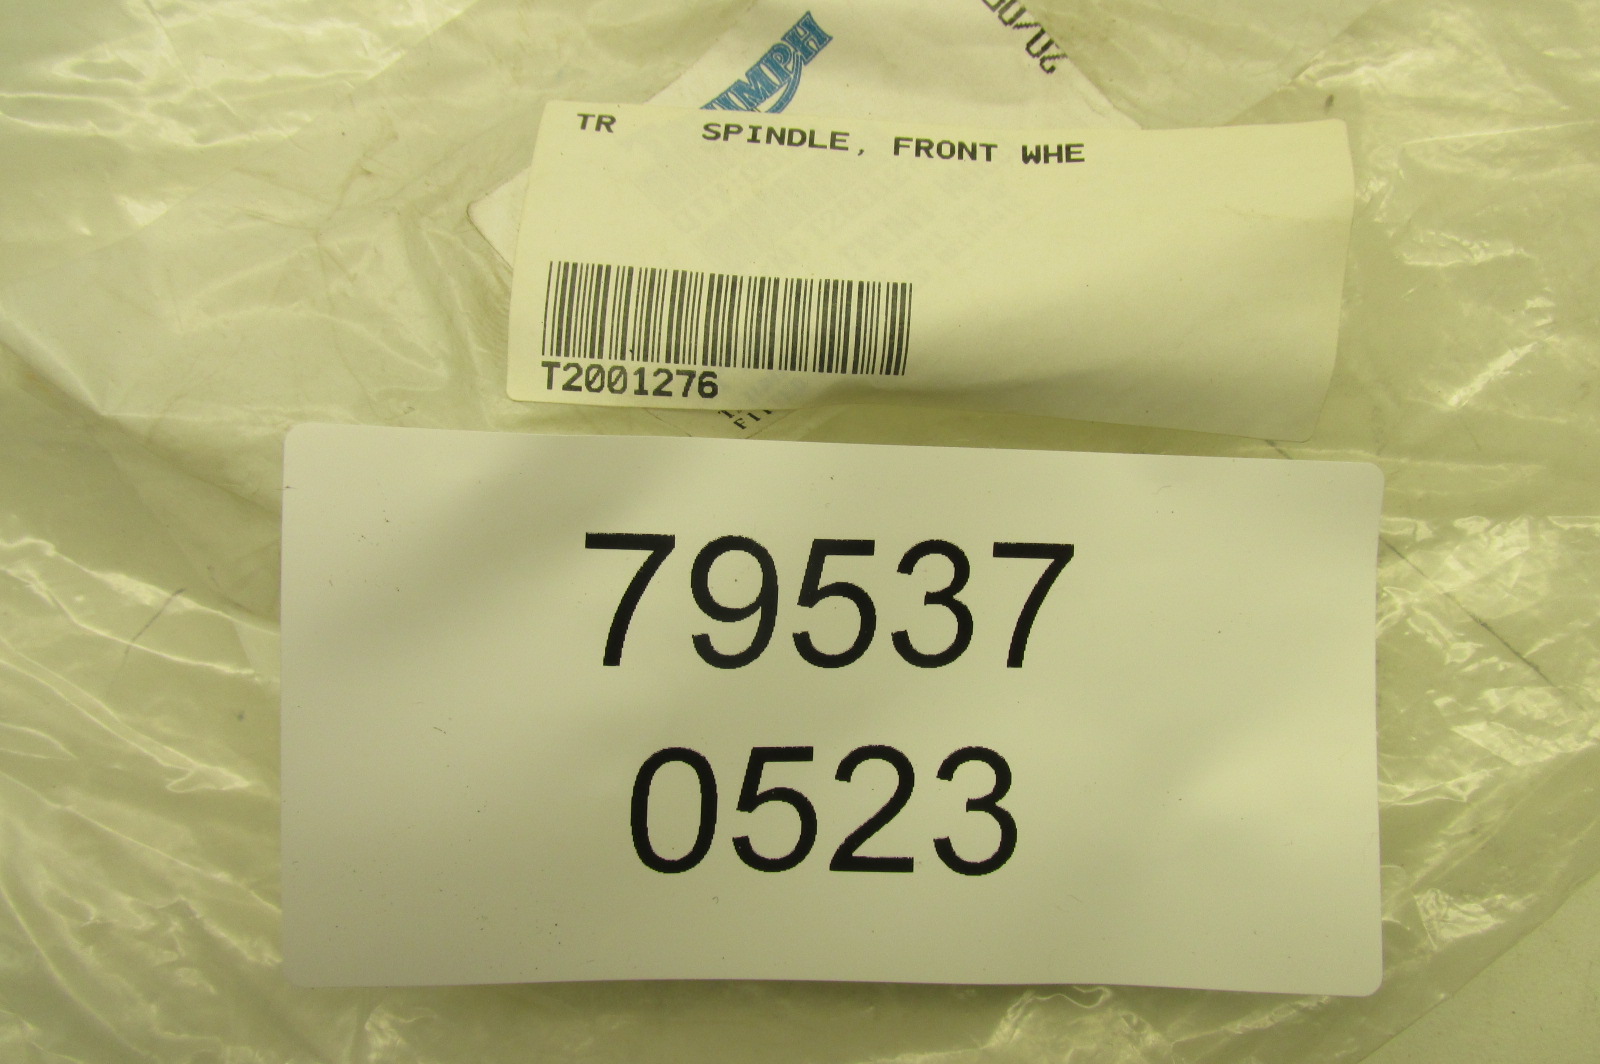 TR SPINDLE, FRONT WHE
T2001276
79537
0523